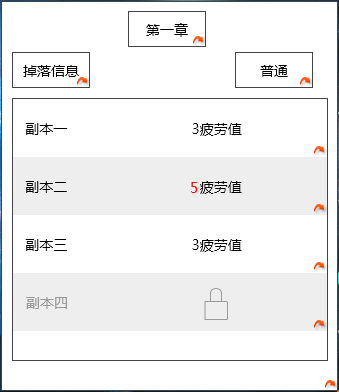 第一章
掉落信息 普通
副本一 3疲劳值
副本二 5疲劳值
副本三 3疲劳值
副本四